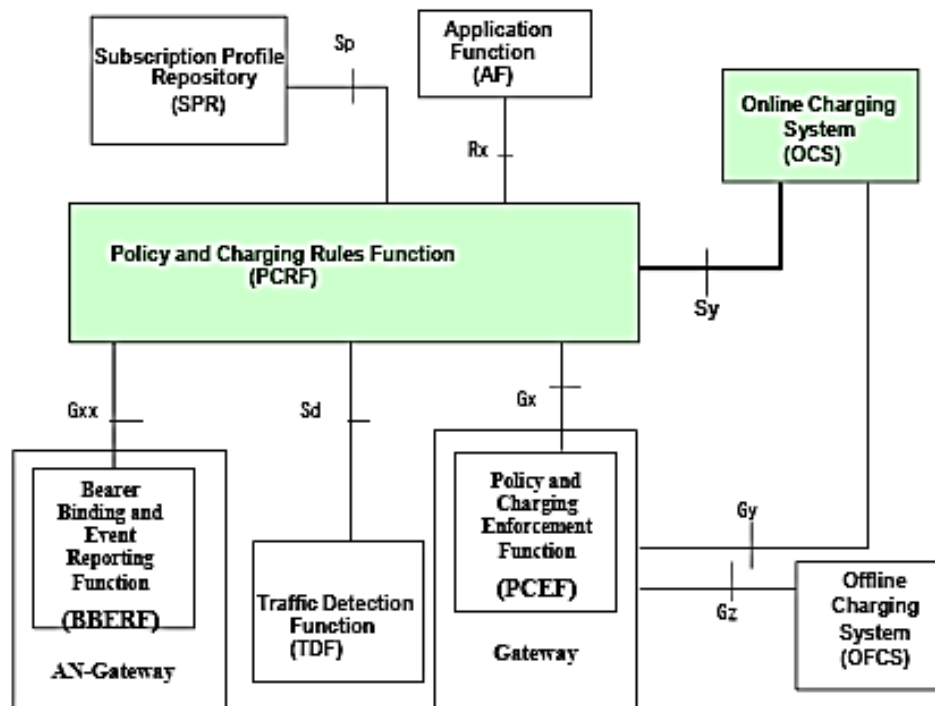 Subscription Profile
Repository
(SPR)
Sp
Application
Function
(AF)
Rx
Online Charging
System
(OCS)
Policy and Charging Rules Function
(PCRF)
Sy
Gxx
Sd
Gx
Bearer
Binding and
Event
Reporting
Function
(BBERF)
AN-Gateway
Traffic Detection
Function
(TDF)
Policy and
Charging
Enforcement
Function
(PCEF)
Gateway
Gy
Gz
Offline
Charging
System
(OFCS)